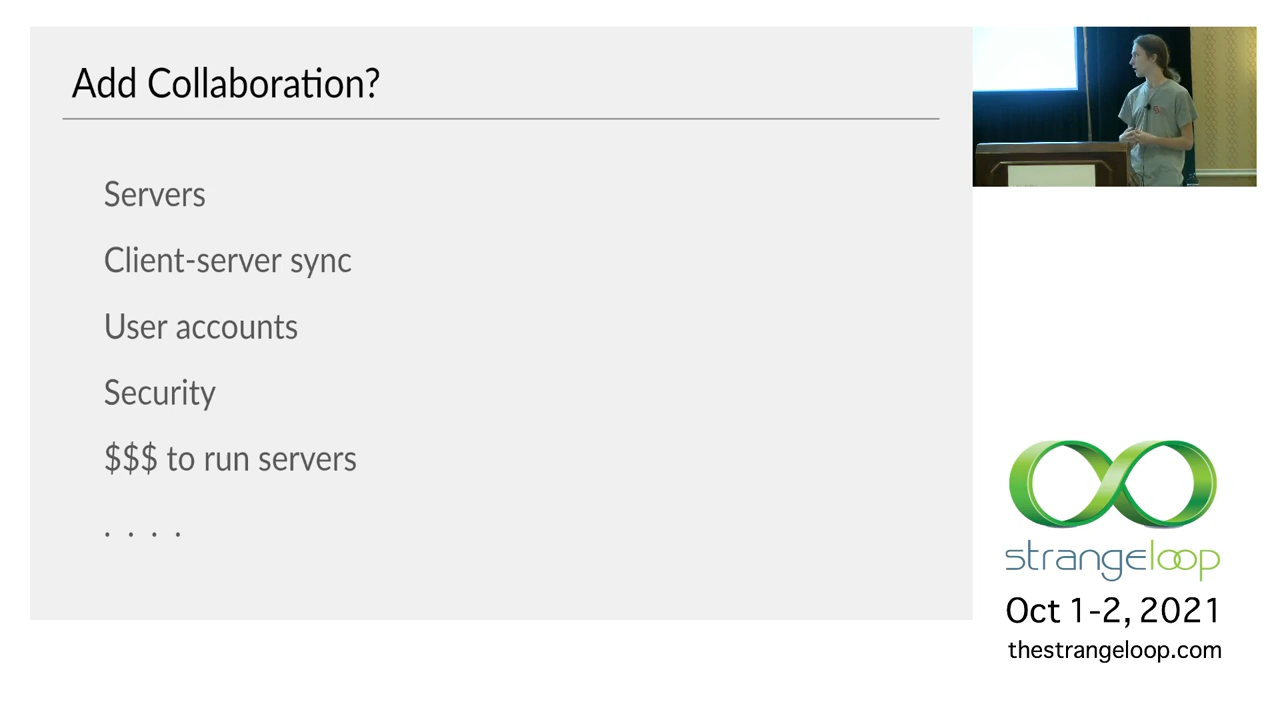 Add Collaboration?
Servers
Client-server sync
User accounts
Security
$$$ to run servers
. . . .
strangeloop
Oct 1-2, 2021
thestrangeloop.com